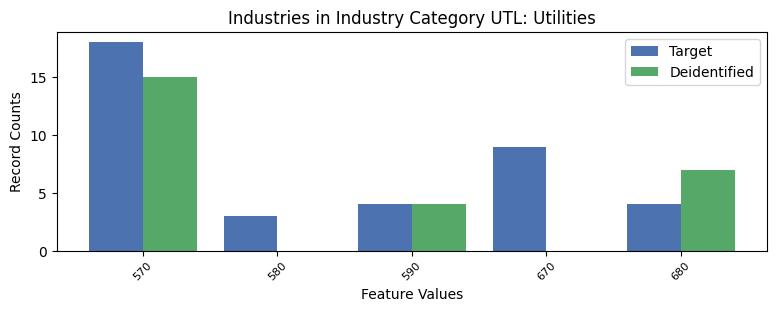 Industries in Industry Category UTL: Utilities
Target
Deidentified
Record Counts
15
10
5
0
570
580
590
670
680
Feature Values